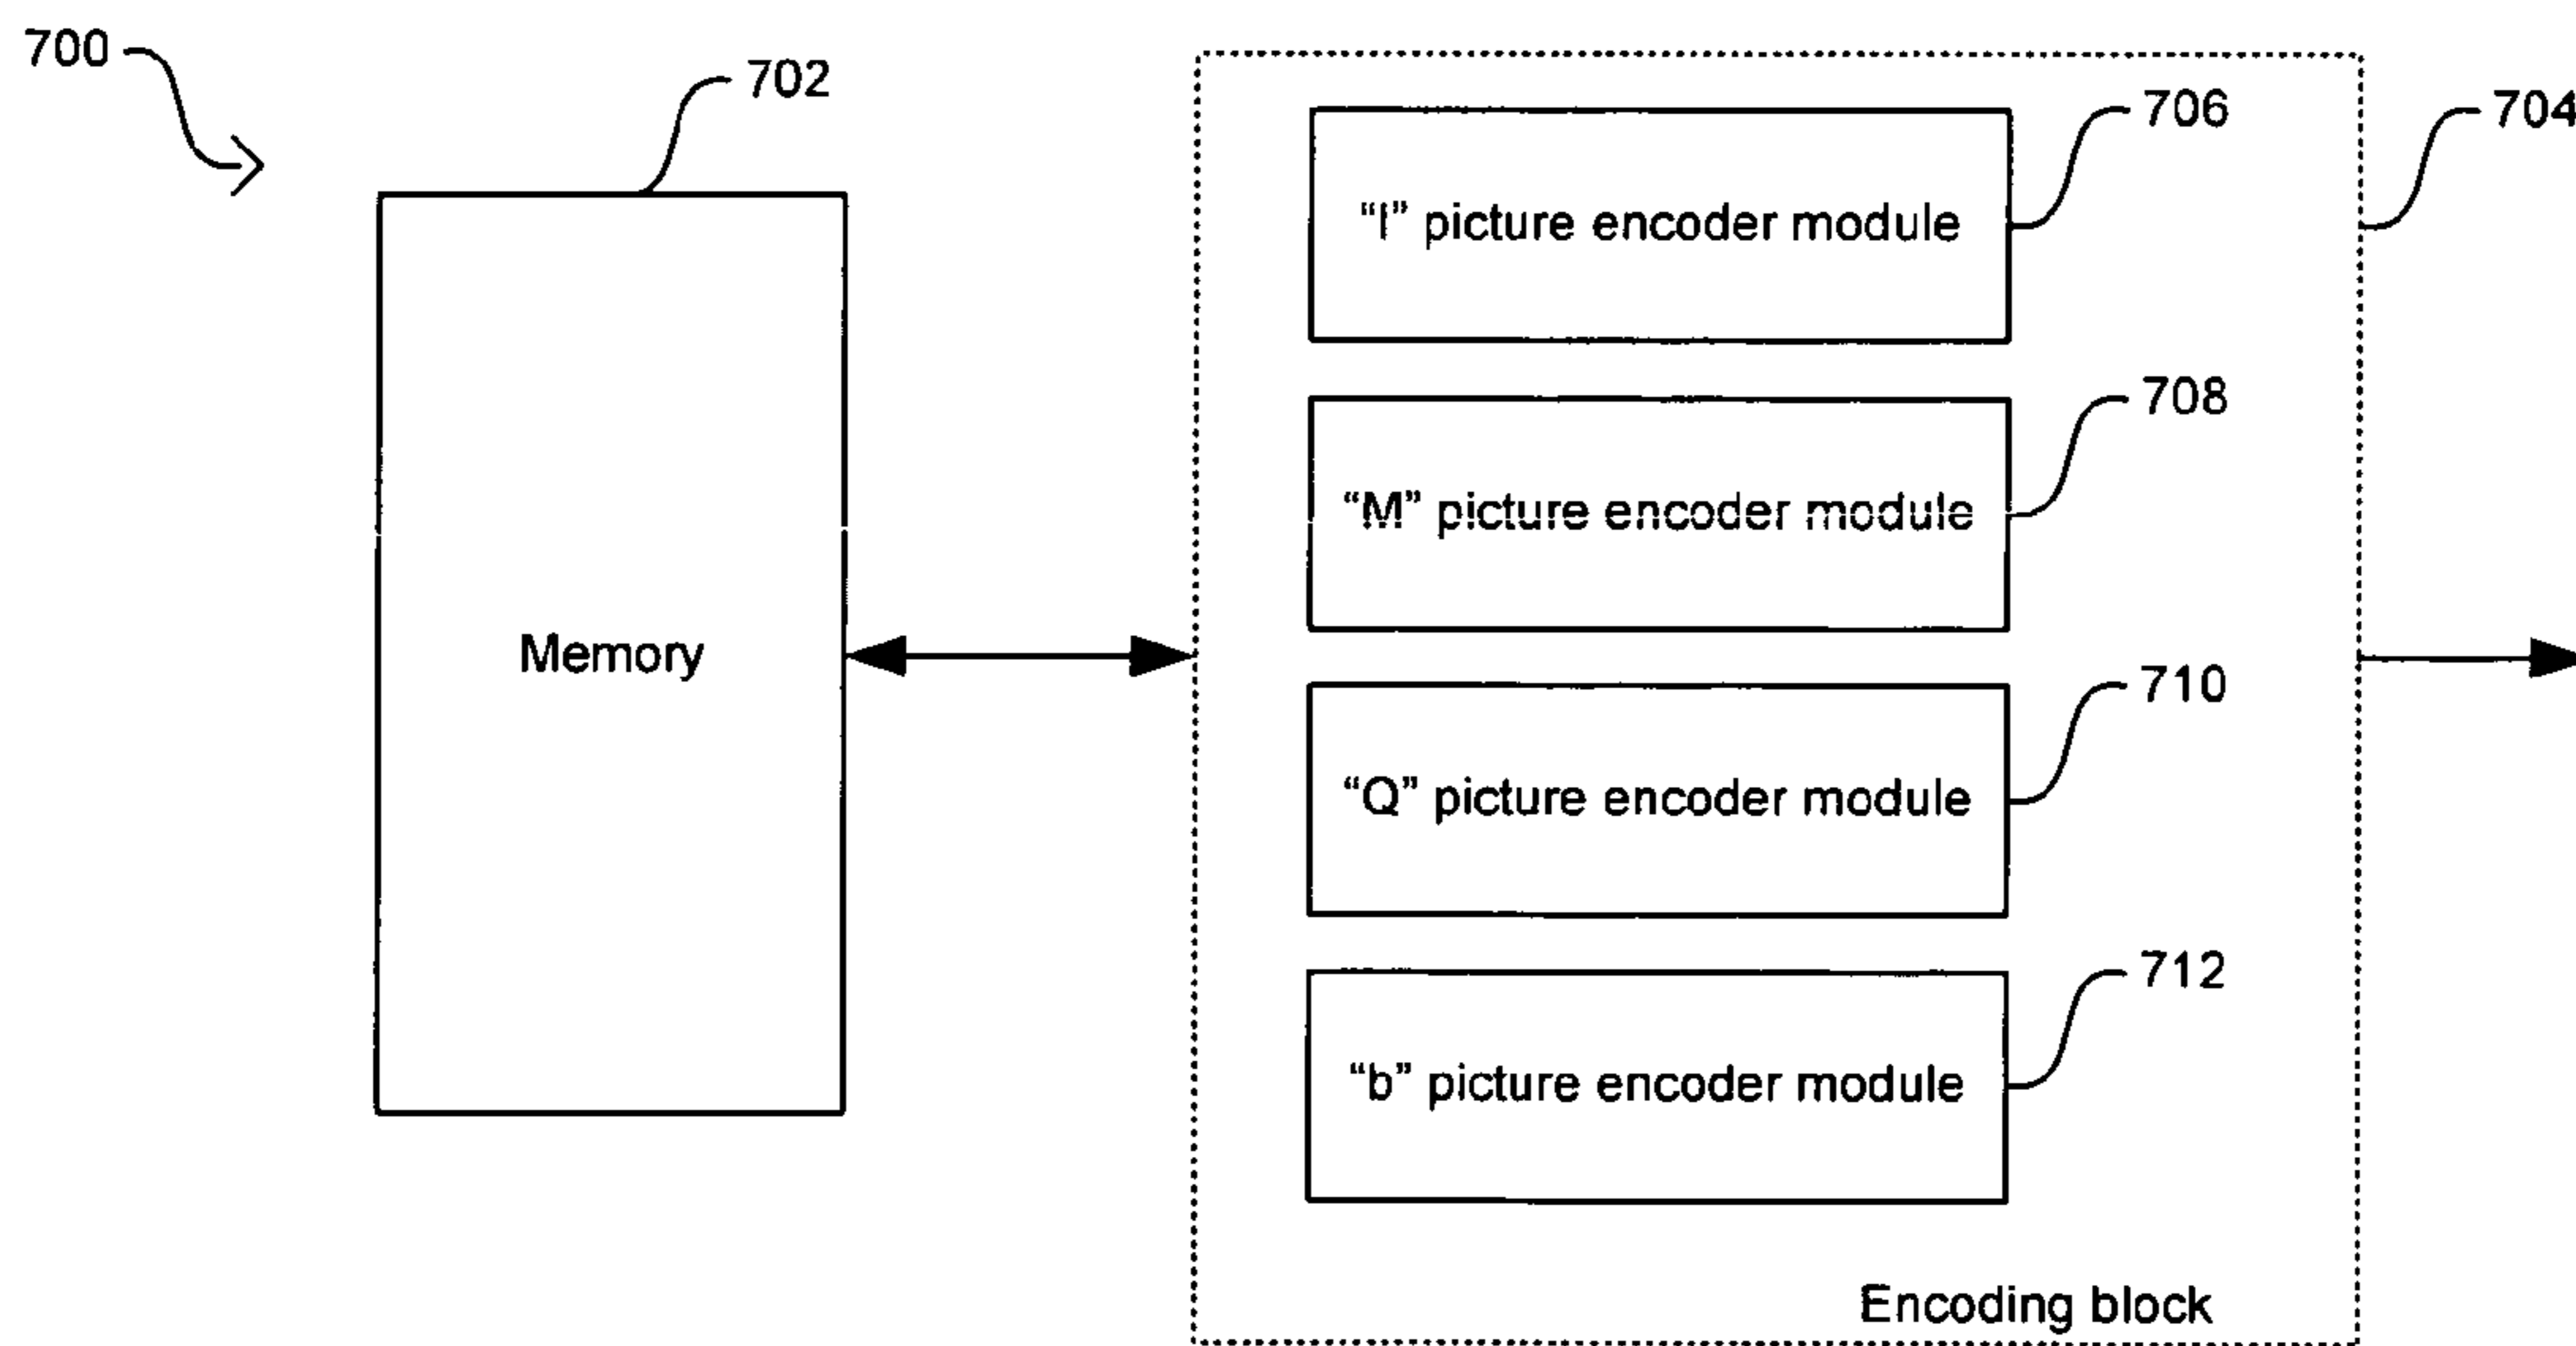 700
702
704
706
“I” picture encoder module
708
“M” picture encoder module
Memory
710
“Q” picture encoder module
712
“b” picture encoder module
Encoding block